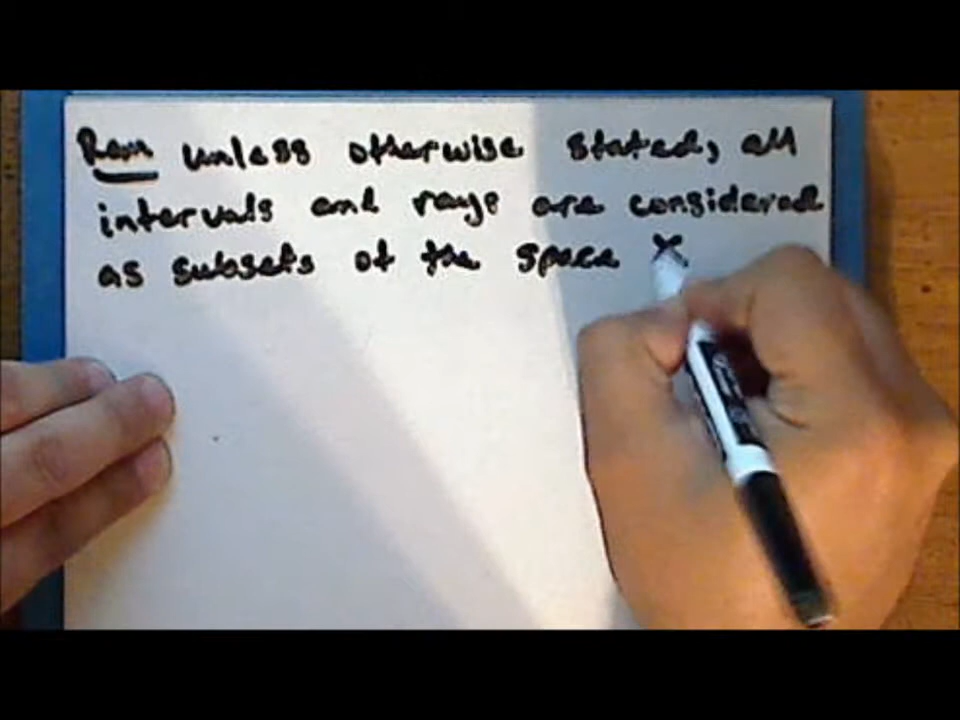 Rem unless otherwise stated, all
intervals and rays are considered
as subsets of the space X